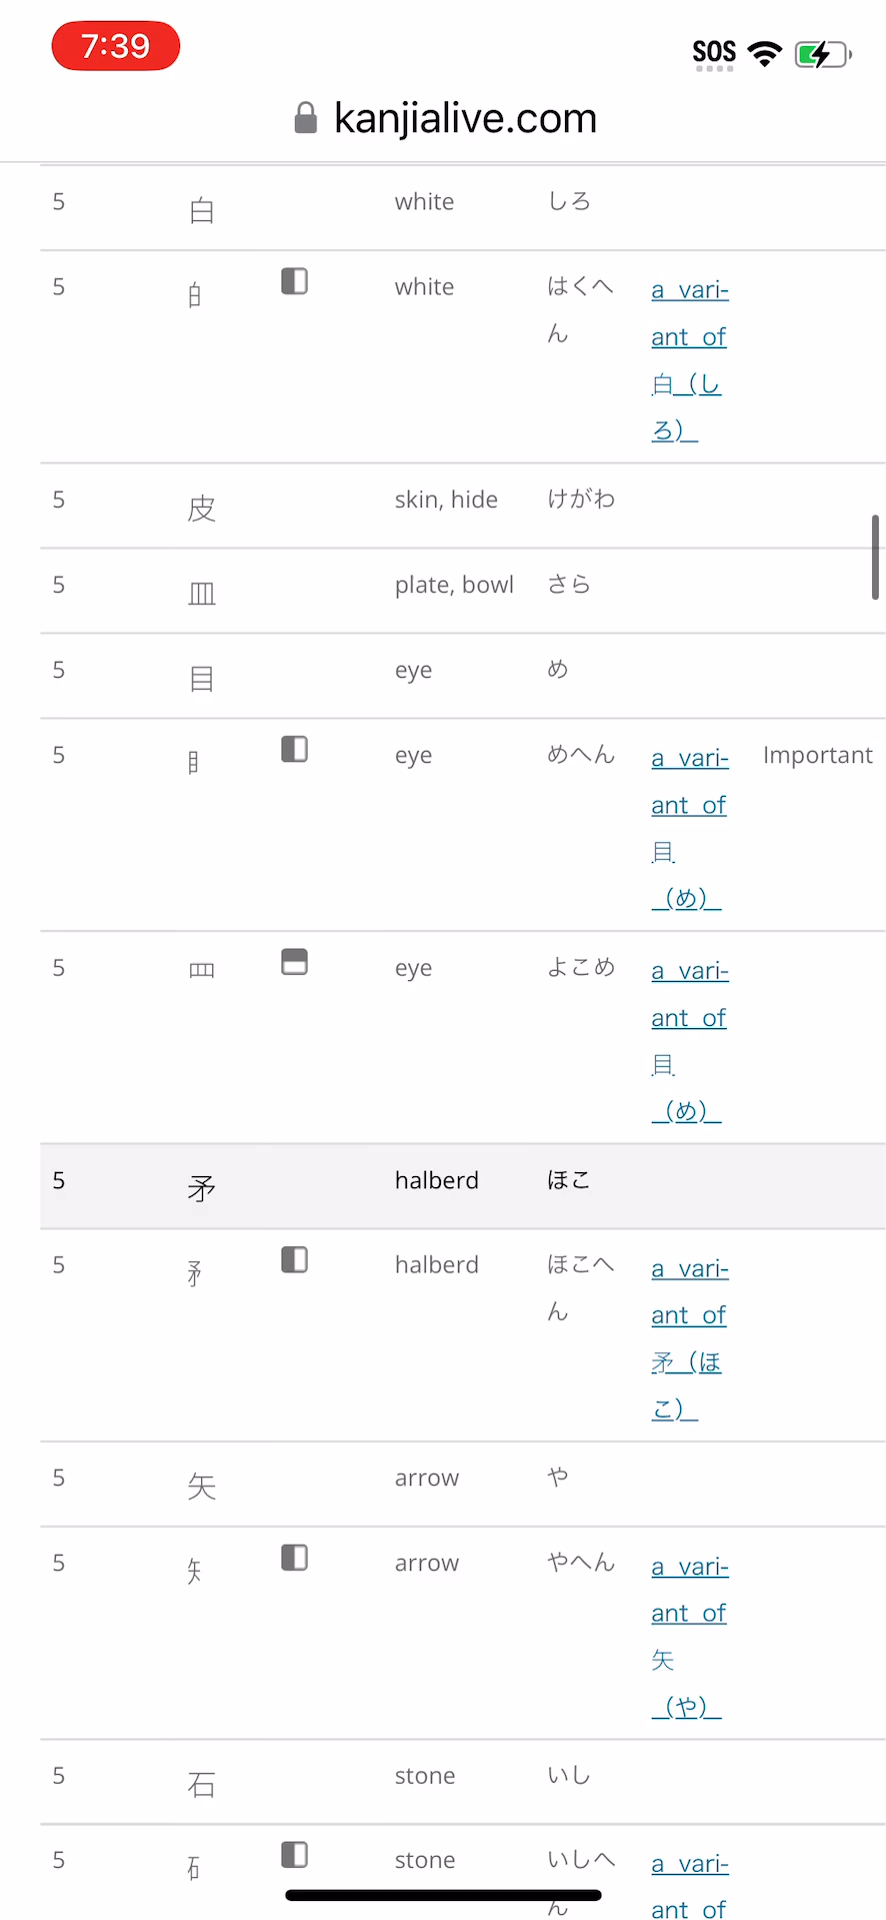 7:39
SOS
kanjialive.com
5 白 white しろ
5 白 white はくへ a vari-
ん ant of
白（し
ろ）
5 皮 skin, hide けがわ
5 皿 plate, bowl さら
5 目 eye め
5 目 eye めへん a vari- Important
ant of
目
（め）
5 罒 eye よこめ a vari-
ant of
目
（め）
5 矛 halberd ほこ
5 矛 halberd ほこへ a vari-
ん ant of
矛（ほ
こ）
5 矢 arrow や
5 矢 arrow やへん a vari-
ant of
矢
（や）
5 石 stone いし
5 石 stone いしへ a vari-
ん ant of